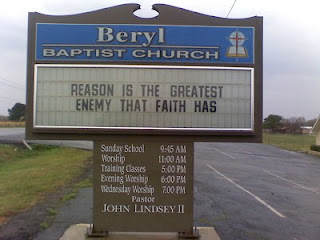 Beryl
BAPTIST CHURCH
REASON IS THE GREATEST
ENEMY THAT FAITH HAS
Sunday School 9:45 AM
Worship 11:00 AM
Training Classes 5:00 PM
Evening Worship 6:00 PM
Wednesday Worship 7:00 PM
Pastor
JOHN LINDSEY II